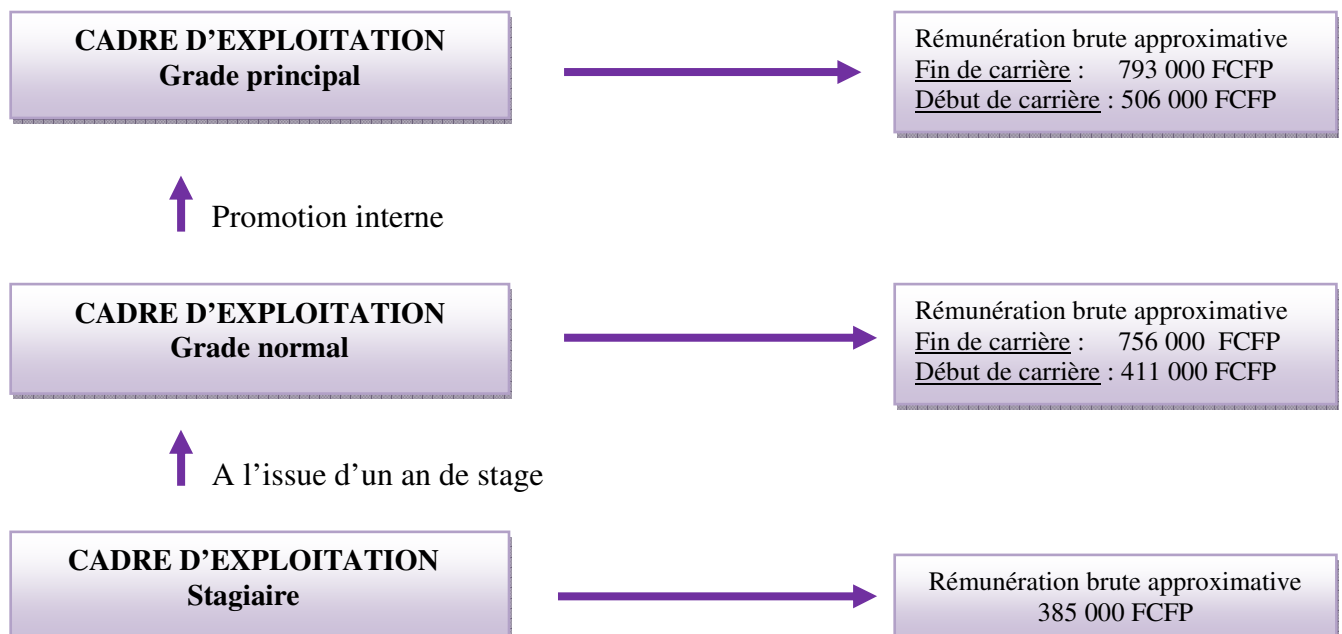 CADRE D’EXPLOITATION
Grade principal
Rémunération brute approximative
Fin de carrière : 793 000 FCFP
Début de carrière : 506 000 FCFP
Promotion interne
CADRE D’EXPLOITATION
Grade normal
Rémunération brute approximative
Fin de carrière : 756 000 FCFP
Début de carrière : 411 000 FCFP
A l’issue d’un an de stage
CADRE D’EXPLOITATION
Stagiaire
Rémunération brute approximative
385 000 FCFP